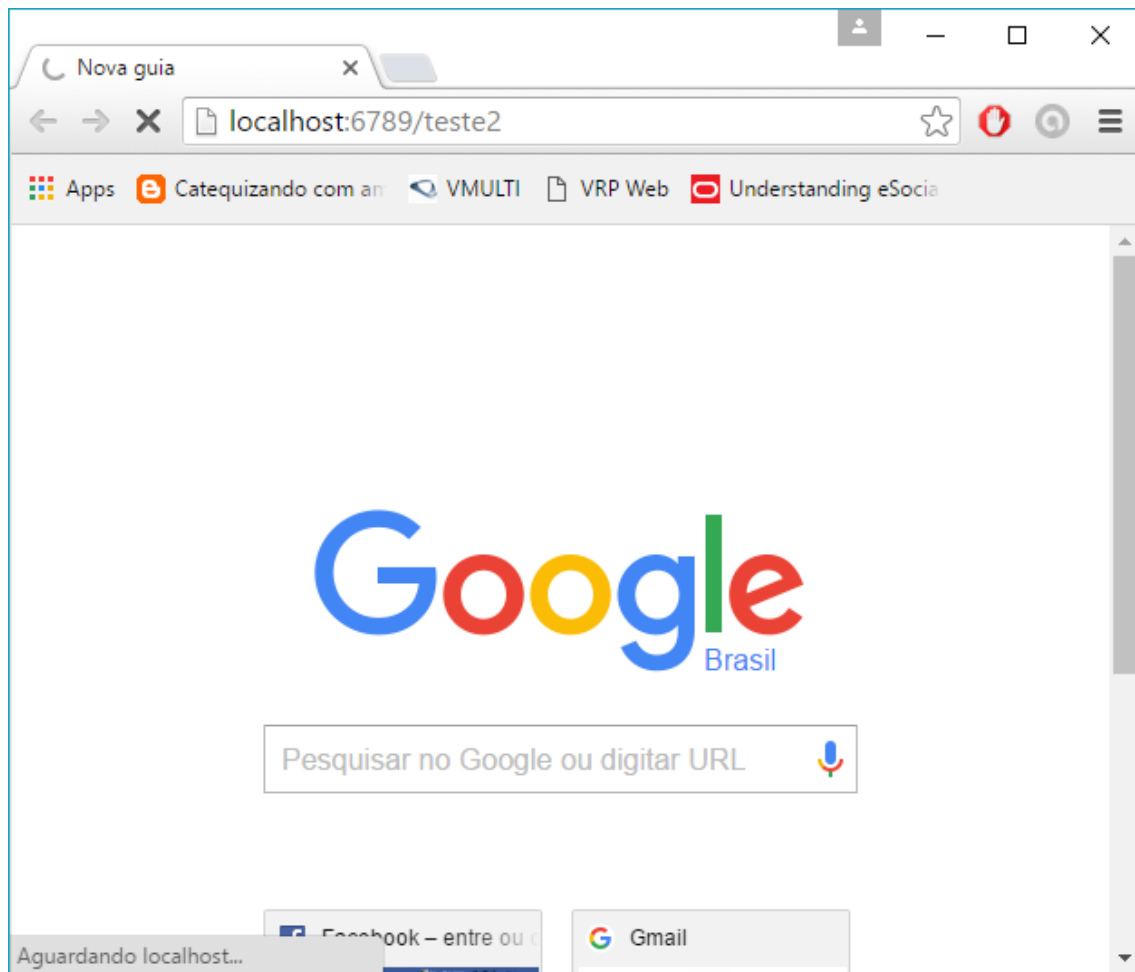 Nova guia
localhost:6789/teste2
Apps Catequizando com am VMULTI VRP Web Understanding eSocia
Google
Brasil
Pesquisar no Google ou digitar URL
Facebook – entre ou c Gmail
Aguardando localhost...